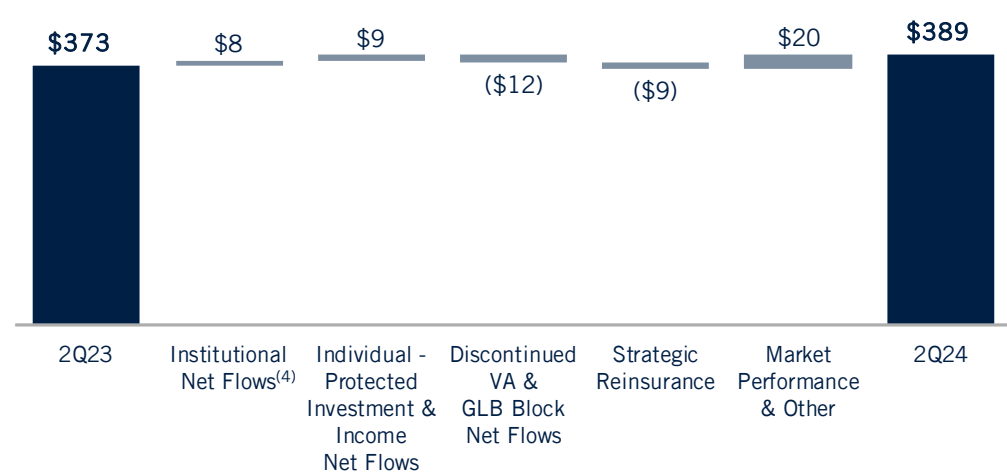 $373
$8
$9
($12)
($9)
$20
$389
2Q23
Institutional
Net Flows(4)
Individual -
Protected
Investment &
Income
Net Flows
Discontinued
VA &
GLB Block
Net Flows
Strategic
Reinsurance
Market
Performance
& Other
2Q24